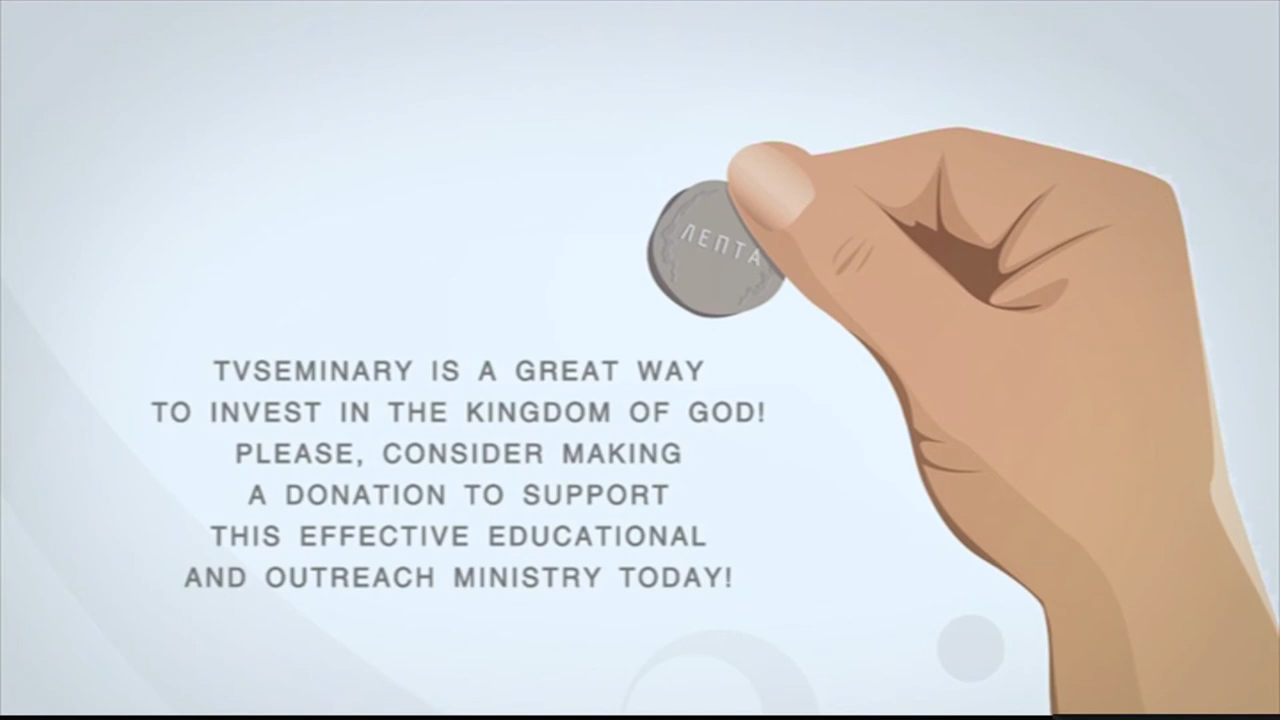 ЛЕПТА
TVSEMINARY IS A GREAT WAY
TO INVEST IN THE KINGDOM OF GOD!
PLEASE, CONSIDER MAKING
A DONATION TO SUPPORT
THIS EFFECTIVE EDUCATIONAL
AND OUTREACH MINISTRY TODAY!